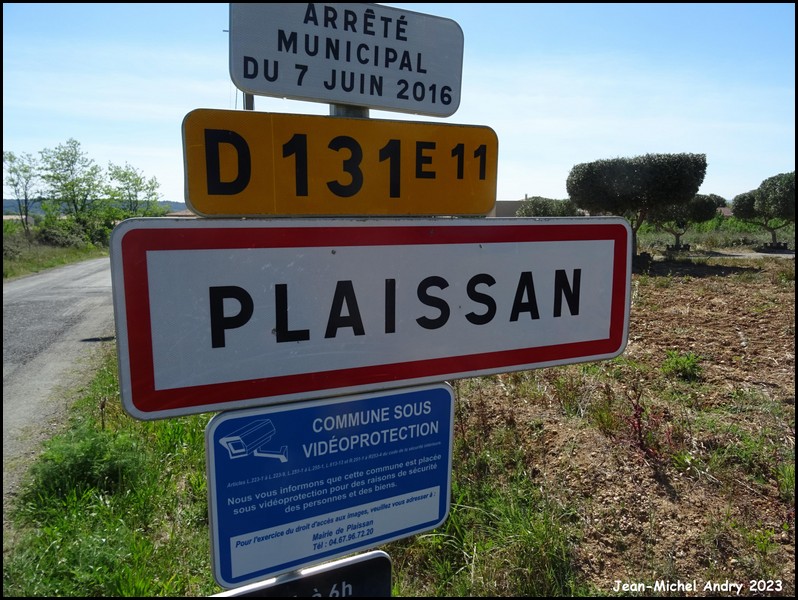 ARRÊTÉ
MUNICIPAL
DU 7 JUIN 2016
D 131E11
PLAISSAN
COMMUNE SOUS
VIDÉOPROTECTION
Nous vous informons que cette commune est placée
sous vidéoprotection pour des raisons de sécurité
des personnes et des biens.
Pour l'exercice du droit d'accès aux images, veuillez vous adresser à :
Mairie de Plaissan
Tél : 04.67.96.72.20
à 6h
Jean-Michel Andry 2023